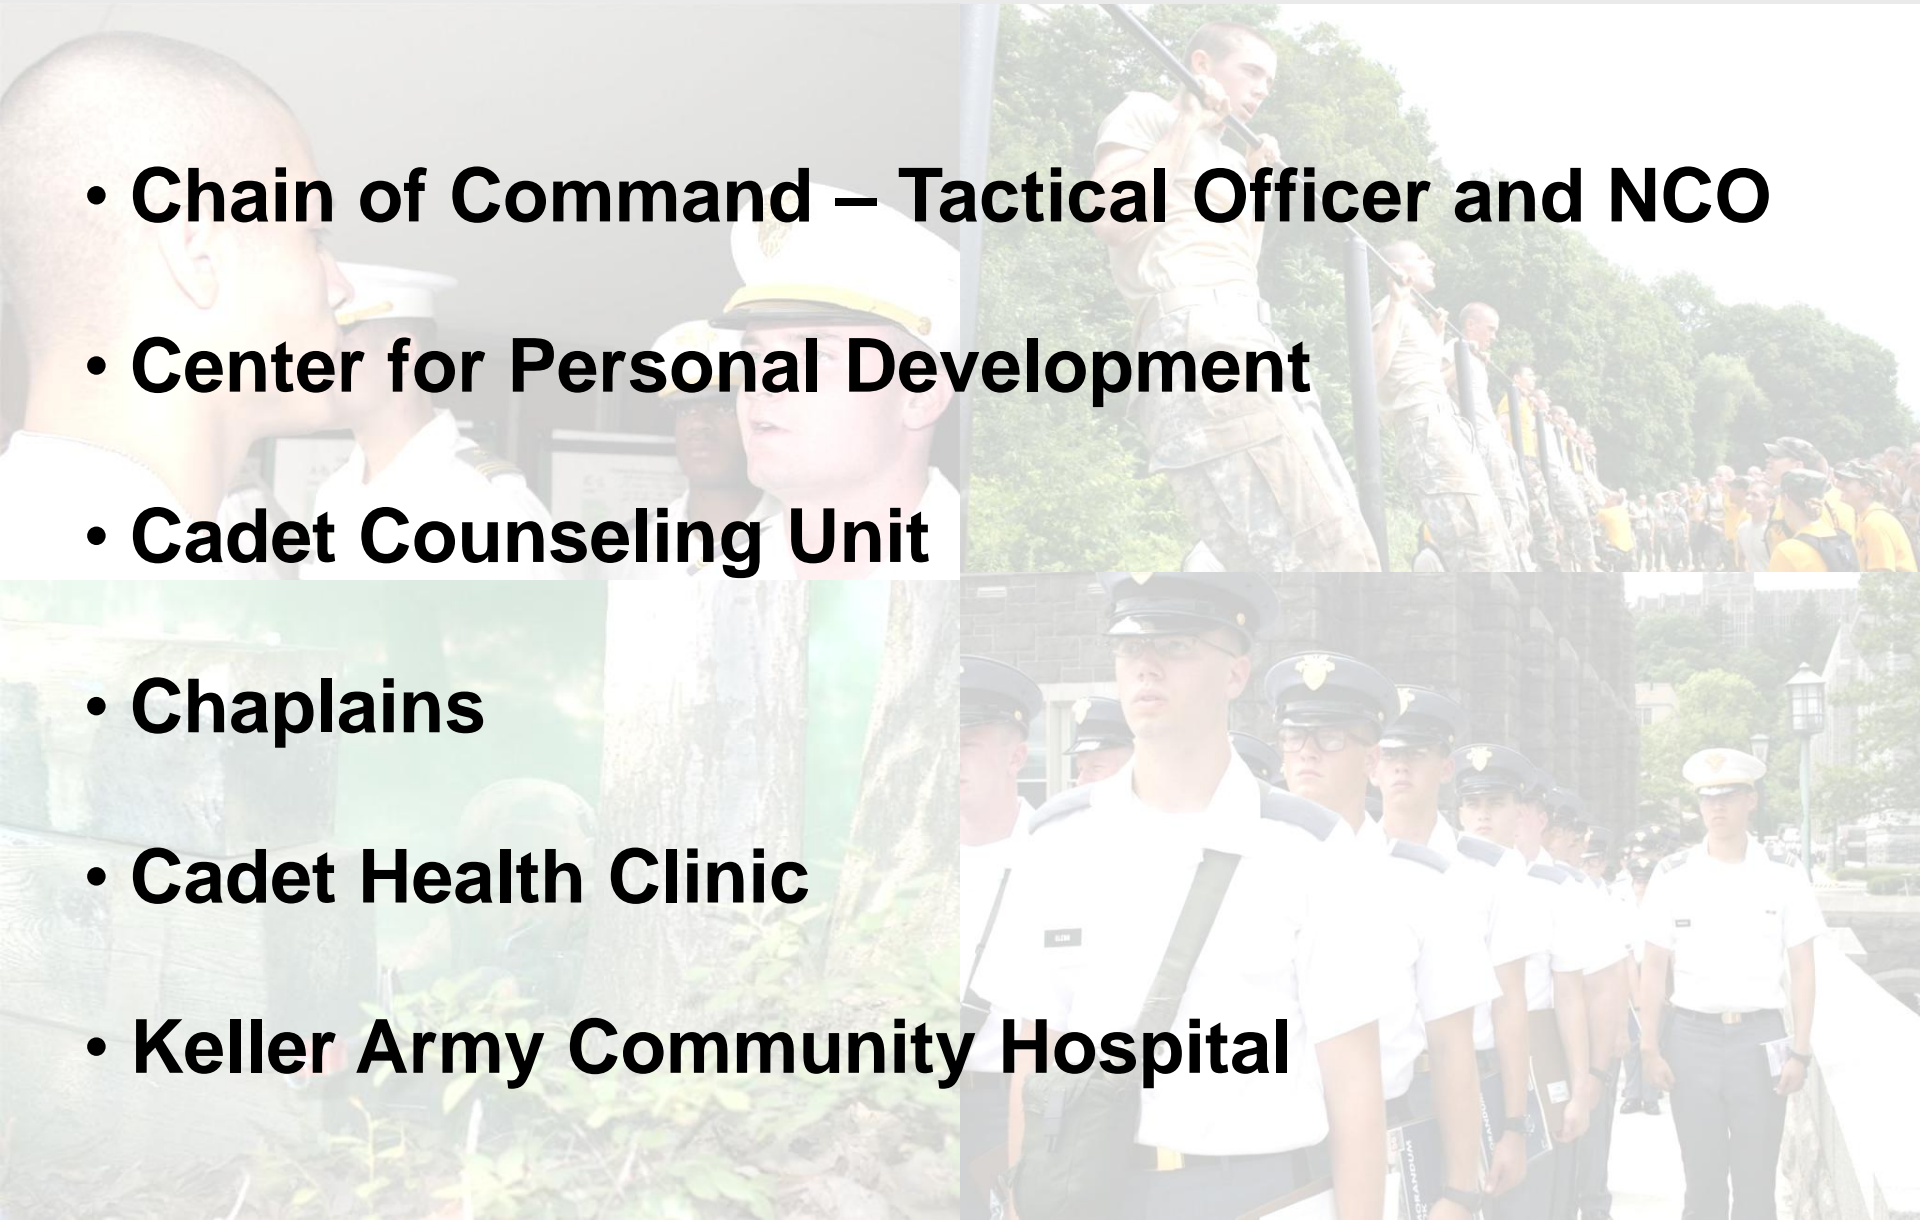 • Chain of Command – Tactical Officer and NCO
• Center for Personal Development
• Cadet Counseling Unit
• Chaplains
• Cadet Health Clinic
• Keller Army Community Hospital